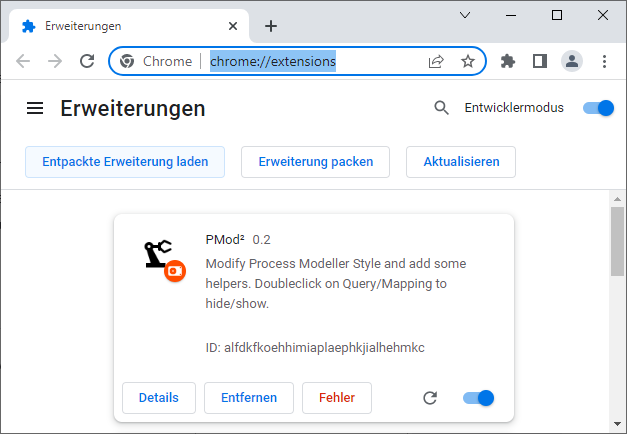 Erweiterungen
Chrome chrome://extensions
Erweiterungen
Entwicklermodus
Entpackte Erweiterung laden
Erweiterung packen
Aktualisieren
PMod² 0.2
Modify Process Modeller Style and add some
helpers. Doubleclick on Query/Mapping to
hide/show.
ID: alfdkfkoehhimiaplaephkjialhehmkc
Details
Entfernen
Fehler